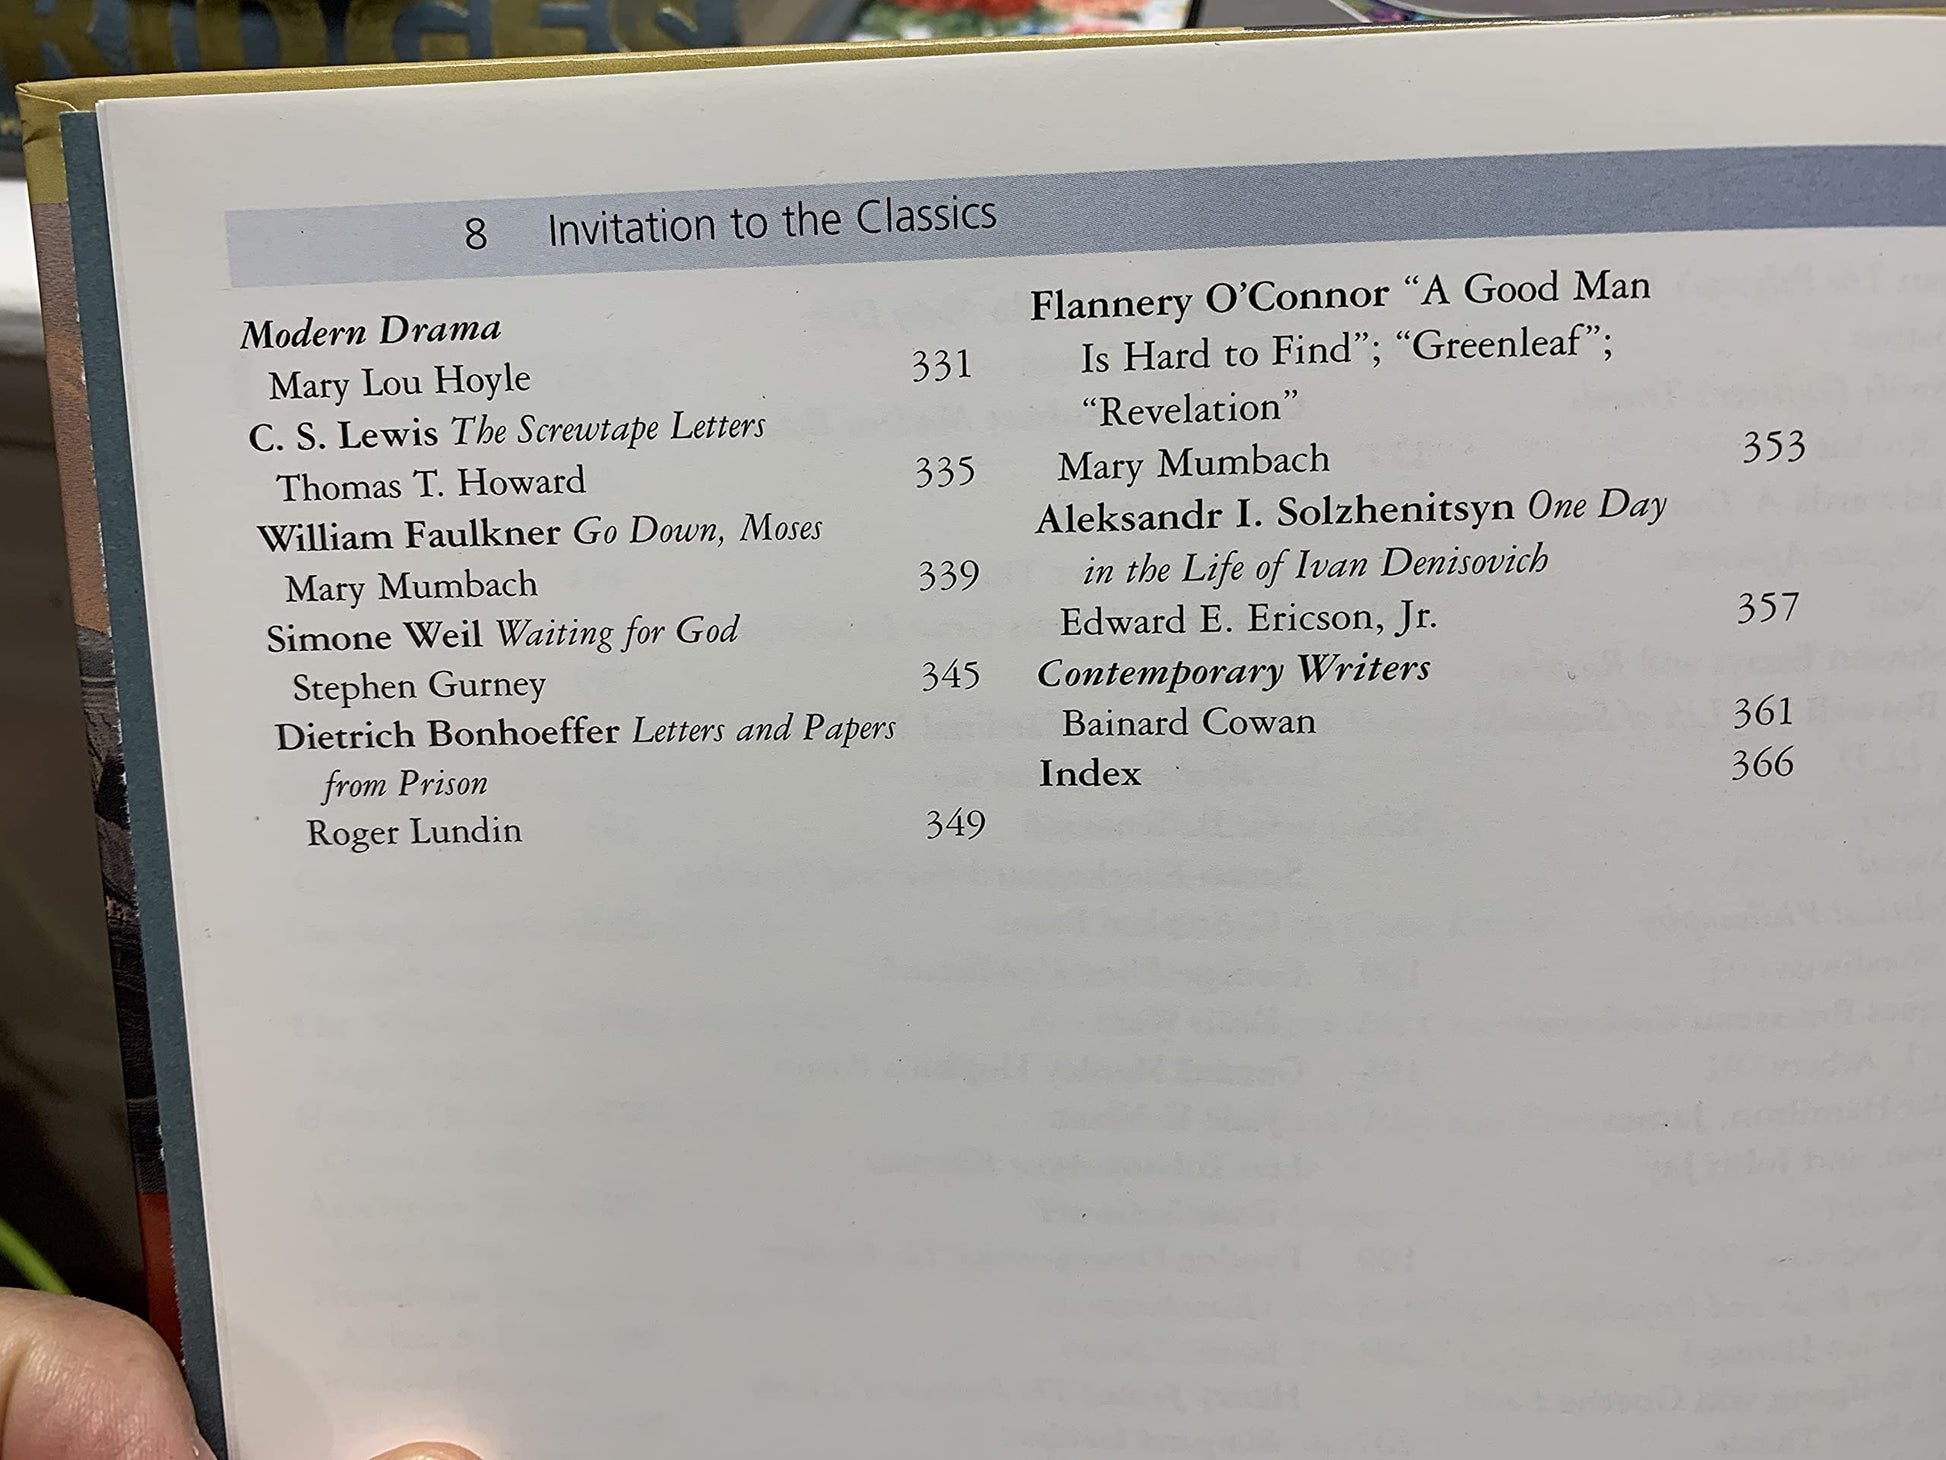 8 Invitation to the Classics
Modern Drama
Mary Lou Hoyle 331
C. S. Lewis The Screwtape Letters
Thomas T. Howard 335
William Faulkner Go Down, Moses
Mary Mumbach 339
Simone Weil Waiting for God
Stephen Gurney 345
Dietrich Bonhoeffer Letters and Papers
from Prison
Roger Lundin 349
Flannery O’Connor “A Good Man
Is Hard to Find”; “Greenleaf”;
“Revelation”
Mary Mumbach 353
Aleksandr I. Solzhenitsyn One Day
in the Life of Ivan Denisovich
Edward E. Ericson, Jr. 357
Contemporary Writers
Bainard Cowan 361
Index 366